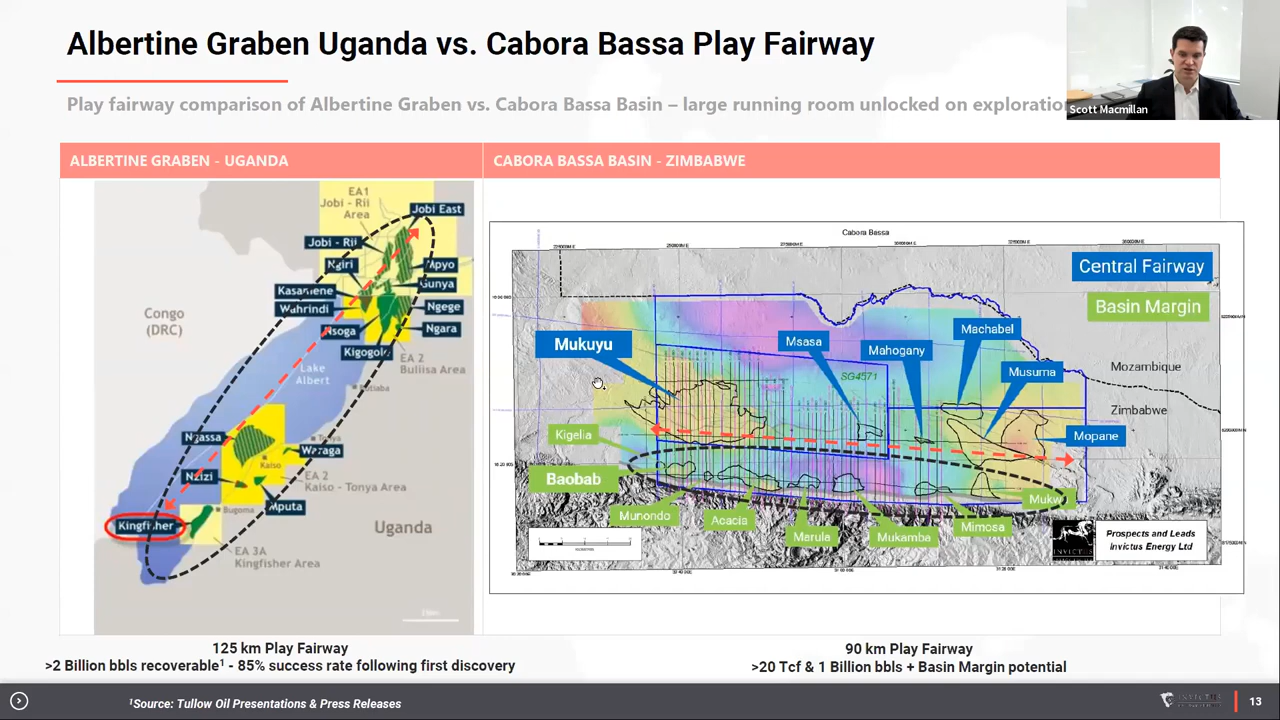 Albertine Graben Uganda vs. Cabora Bassa Play Fairway
Play fairway comparison of Albertine Graben vs. Cabora Bassa Basin – large running room unlocked on exploratio
Scott Macmillan
ALBERTINE GRABEN - UGANDA
CABORA BASSA BASIN - ZIMBABWE
EA1
Jobi - Rii
Area
Jobi East
Jobi - Rii
Ngiri
Mpyo
Gunya
Kasamene
Wahrindi
Ngege
Nsoga
Ngara
Kigogole
EA 2
Buliisa Area
Congo
(DRC)
Lake
Albert
Ngassa
Waraga
Kaiso
Nzizi
EA 2
Kaiso - Tonya Area
Mputa
Bugoma
Kingfisher
Uganda
EA 3A
Kingfisher Area
Cabora Bassa
Central Fairway
Basin Margin
Mukuyu
Msasa
Mahogany
Machabel
Musuma
Mozambique
SG4571
Zimbabwe
Mopane
Kigelia
Baobab
Mukw
Munondo
Acacia
Marula
Mukamba
Mimosa
INVICTUS
Prospects and Leads
Invictus Energy Ltd
125 km Play Fairway
>2 Billion bbls recoverable¹ - 85% success rate following first discovery
90 km Play Fairway
>20 Tcf & 1 Billion bbls + Basin Margin potential
¹Source: Tullow Oil Presentations & Press Releases
INVICTUS
13